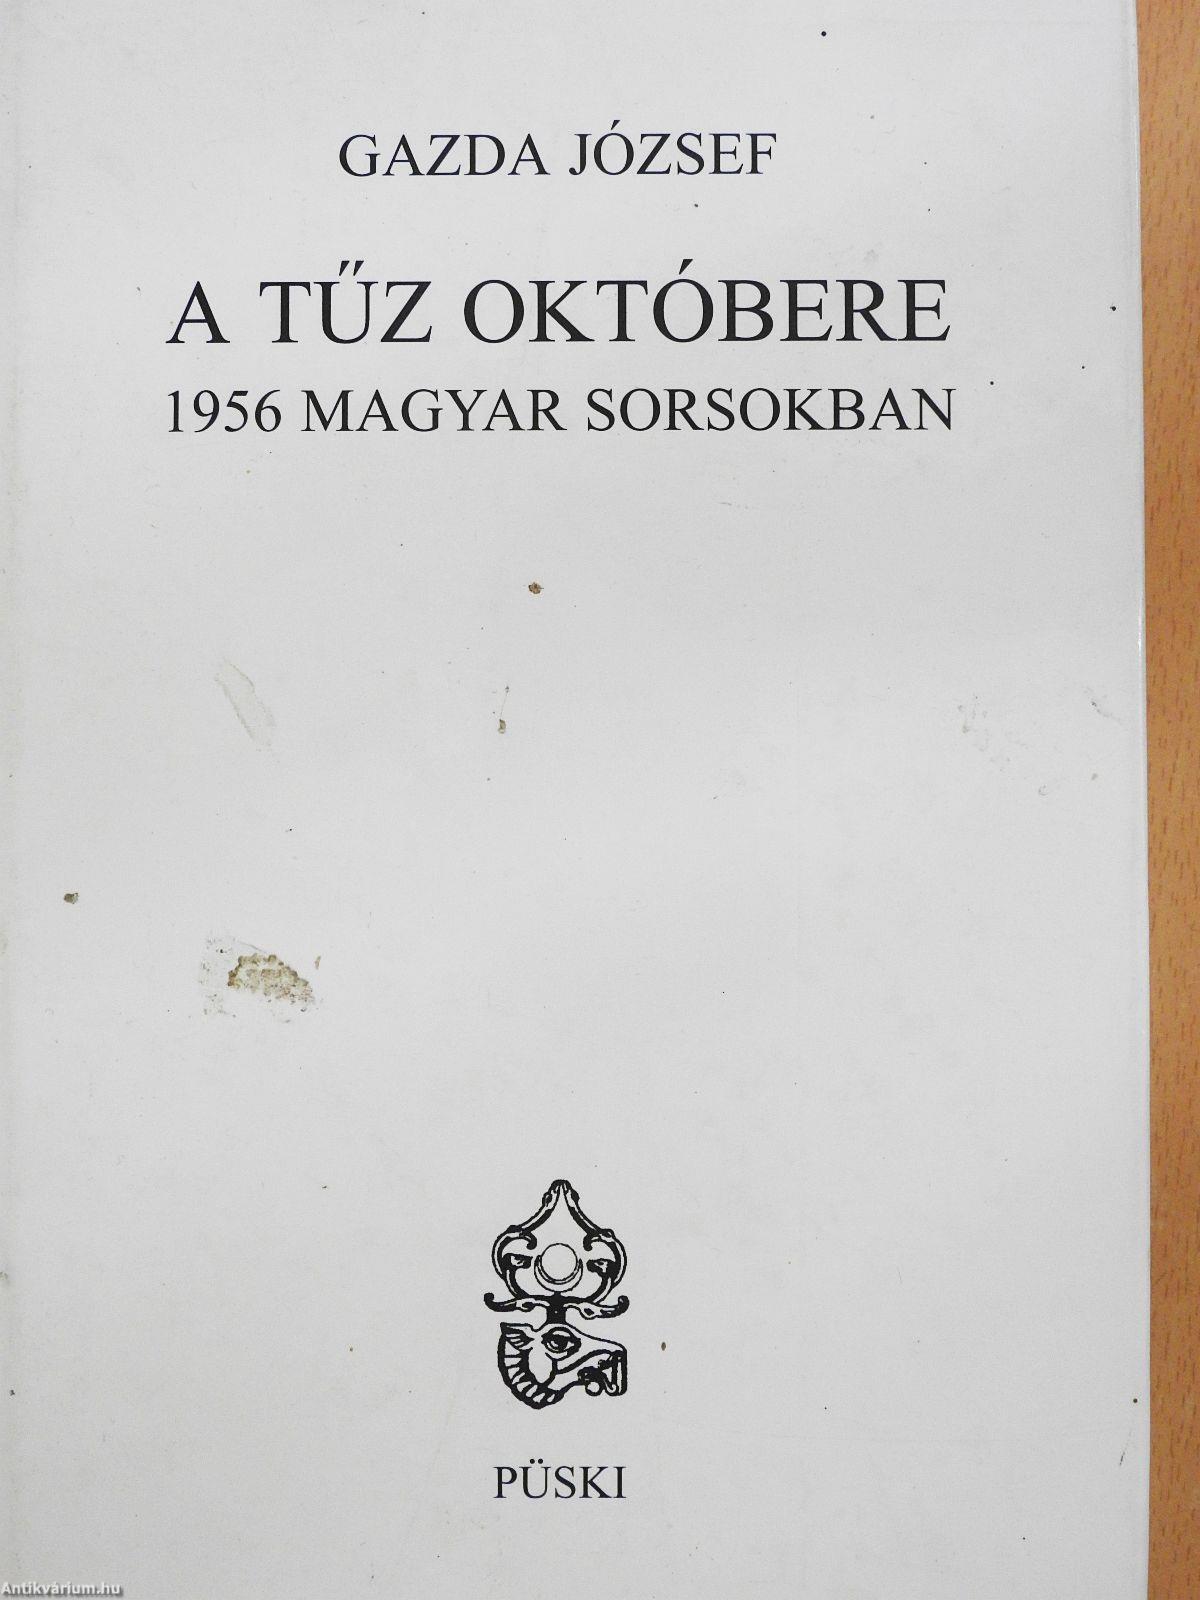 GAZDA JÓZSEF
A TŰZ OKTÓBERE
1956 MAGYAR SORSOKBAN
PÜSKI
Antikvárium.hu